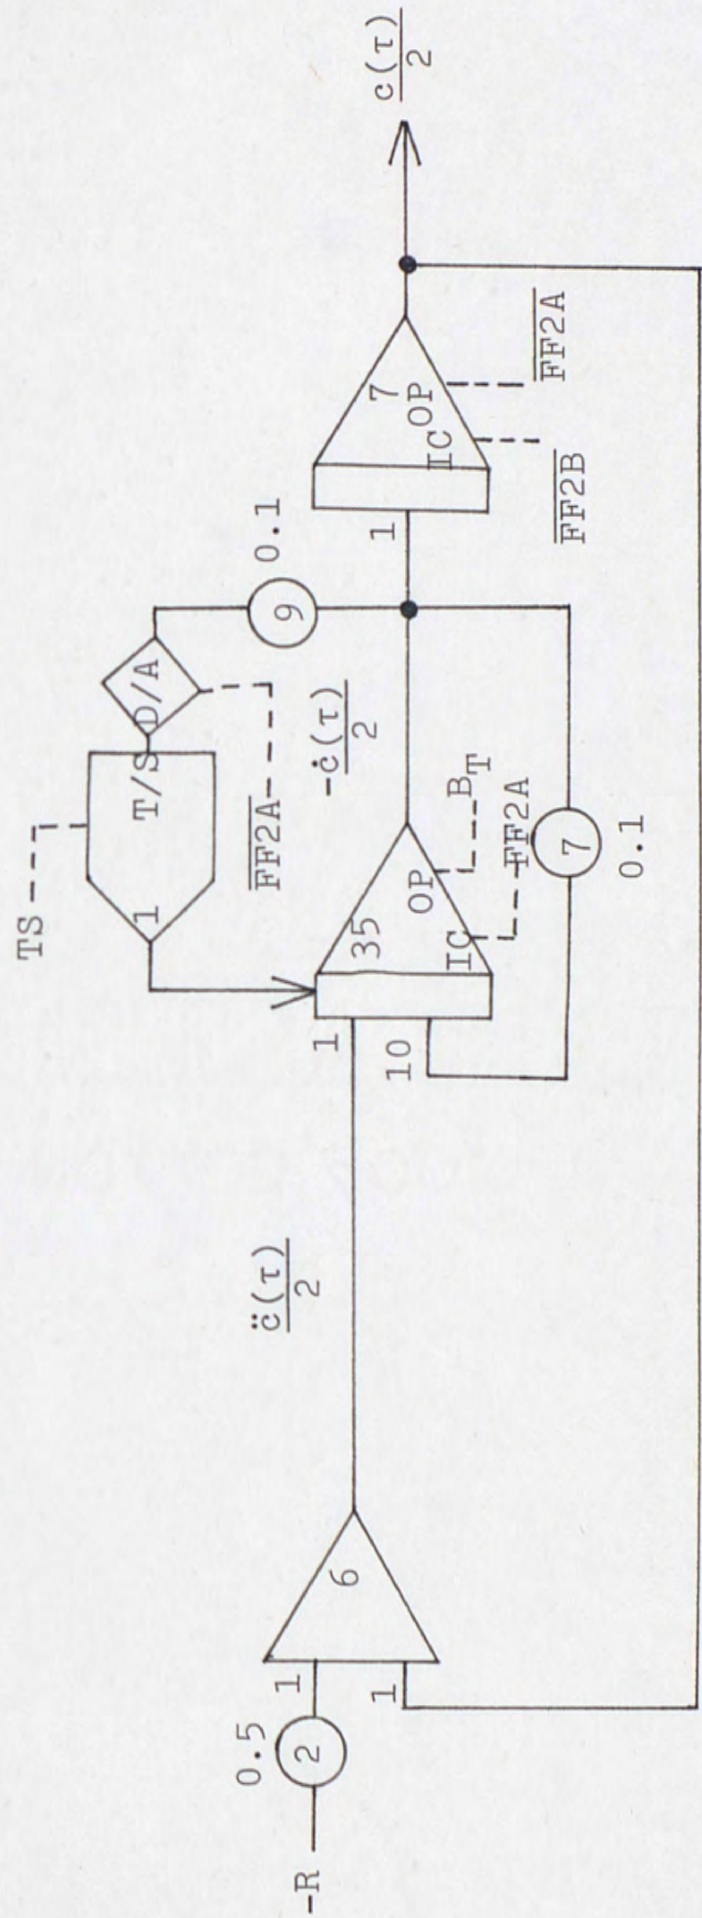 TS
1
T/S
D/A
FF2A
9
0.1
-ċ(τ)
2
c̈(τ)
2
1
10
35
IC
OP
B_T
FF2A
7
0.1
1
7
IC
OP
FF2B
FF2A
c(τ)
2
-R
2
0.5
1
1
6